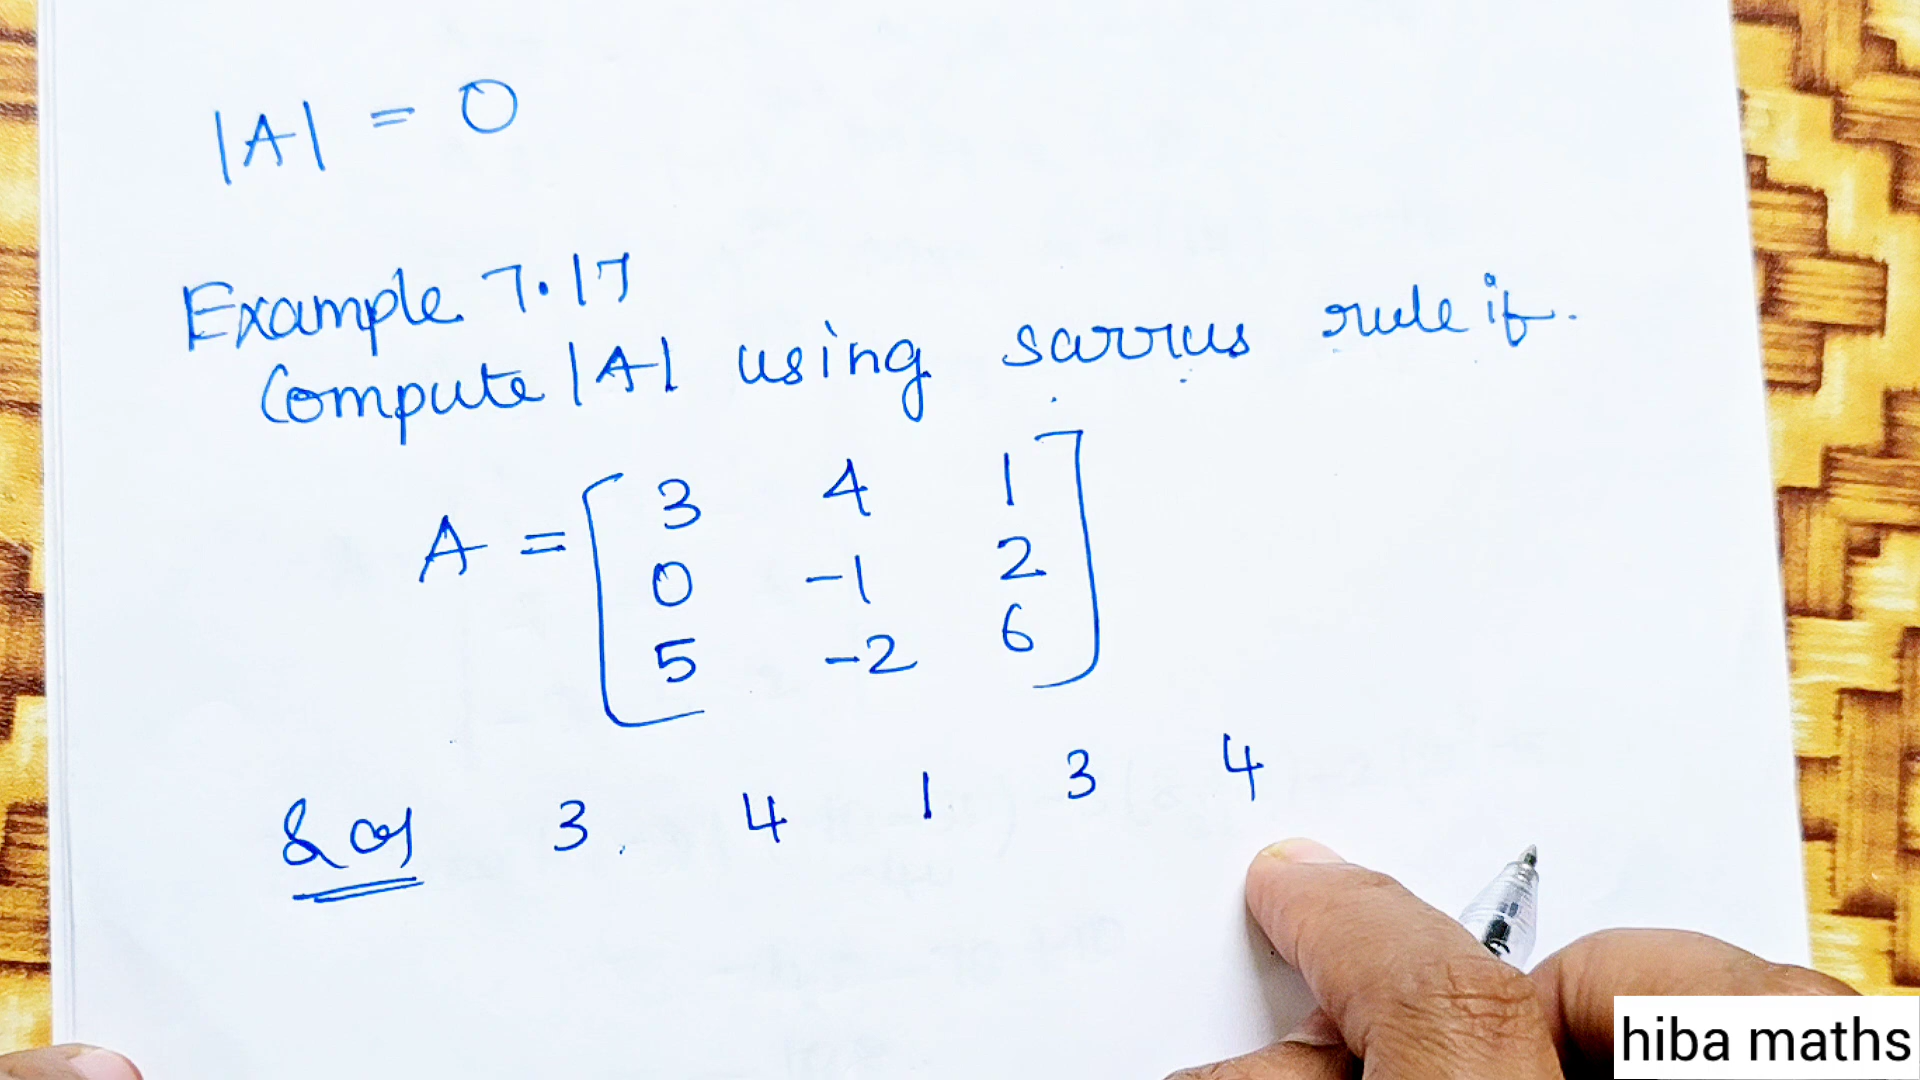 |A| = 0
Example 7.17
Compute |A| using sarrus rule if.
3 4 1
A = 0 -1 2
5 -2 6
Sol 3 4 1 3 4
hiba maths